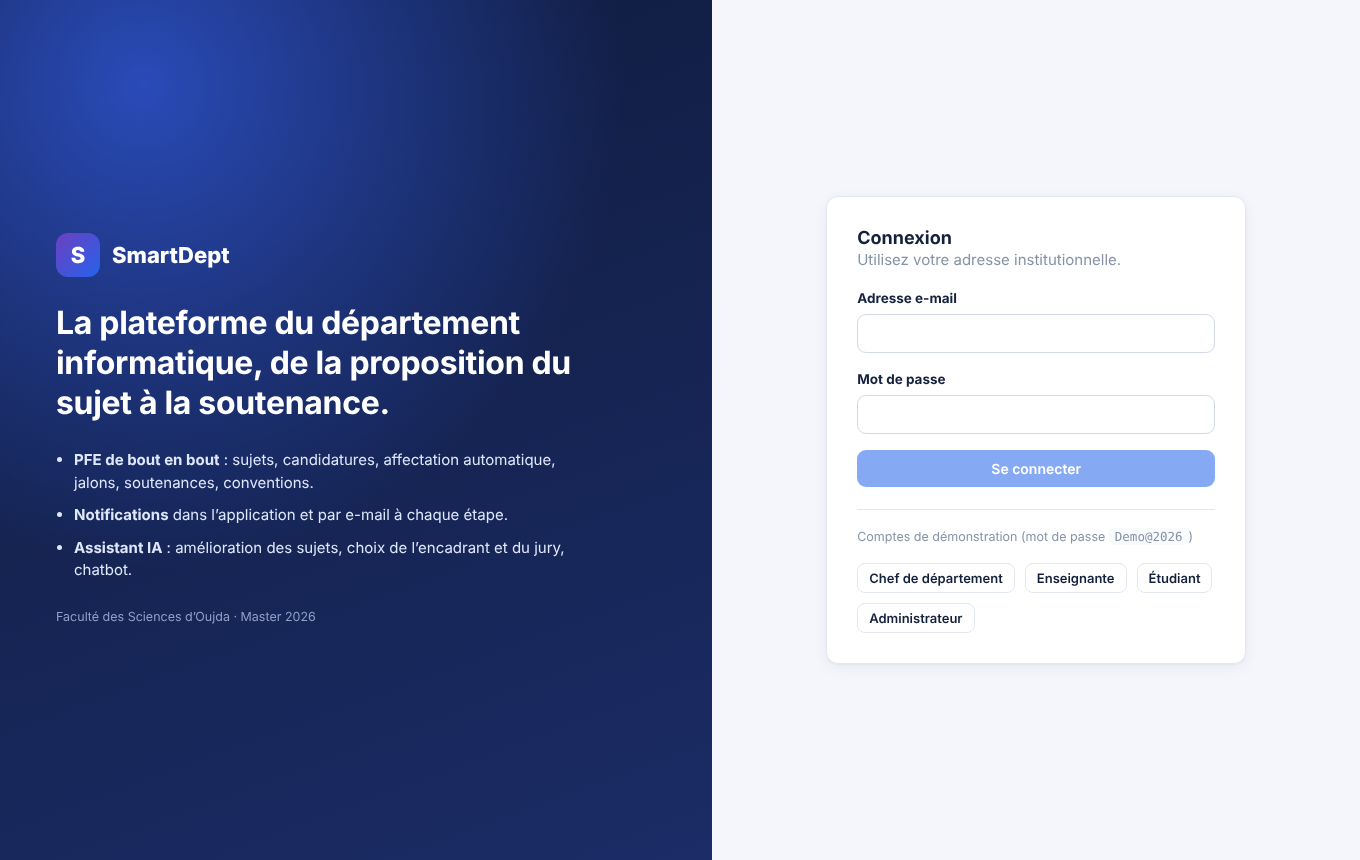 S
SmartDept
La plateforme du département
informatique, de la proposition du
sujet à la soutenance.
• PFE de bout en bout : sujets, candidatures, affectation automatique,
jalons, soutenances, conventions.
• Notifications dans l’application et par e-mail à chaque étape.
• Assistant IA : amélioration des sujets, choix de l’encadrant et du jury,
chatbot.
Faculté des Sciences d’Oujda · Master 2026
Connexion
Utilisez votre adresse institutionnelle.
Adresse e-mail
Mot de passe
Se connecter
Comptes de démonstration (mot de passe Demo@2026 )
Chef de département Enseignante Étudiant
Administrateur